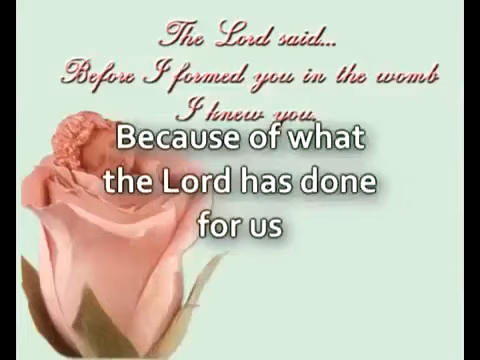 The Lord said...
Before I formed you in the womb
I knew you.
Because of what
the Lord has done
for us